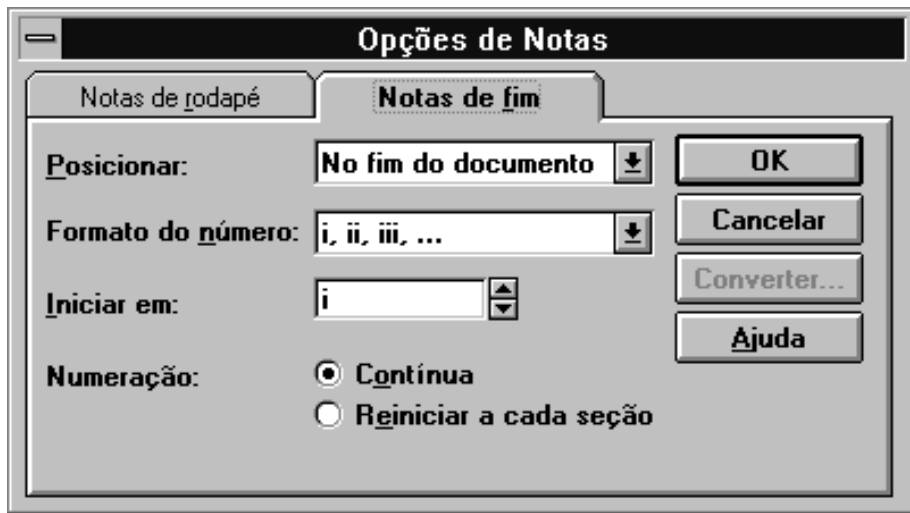 Opções de Notas
Notas de rodapé
Notas de fim
Posicionar: No fim do documento
OK
Formato do número: i, ii, iii, ...
Cancelar
Iniciar em: i
Converter...
Ajuda
Numeração: Contínua
Reiniciar a cada seção